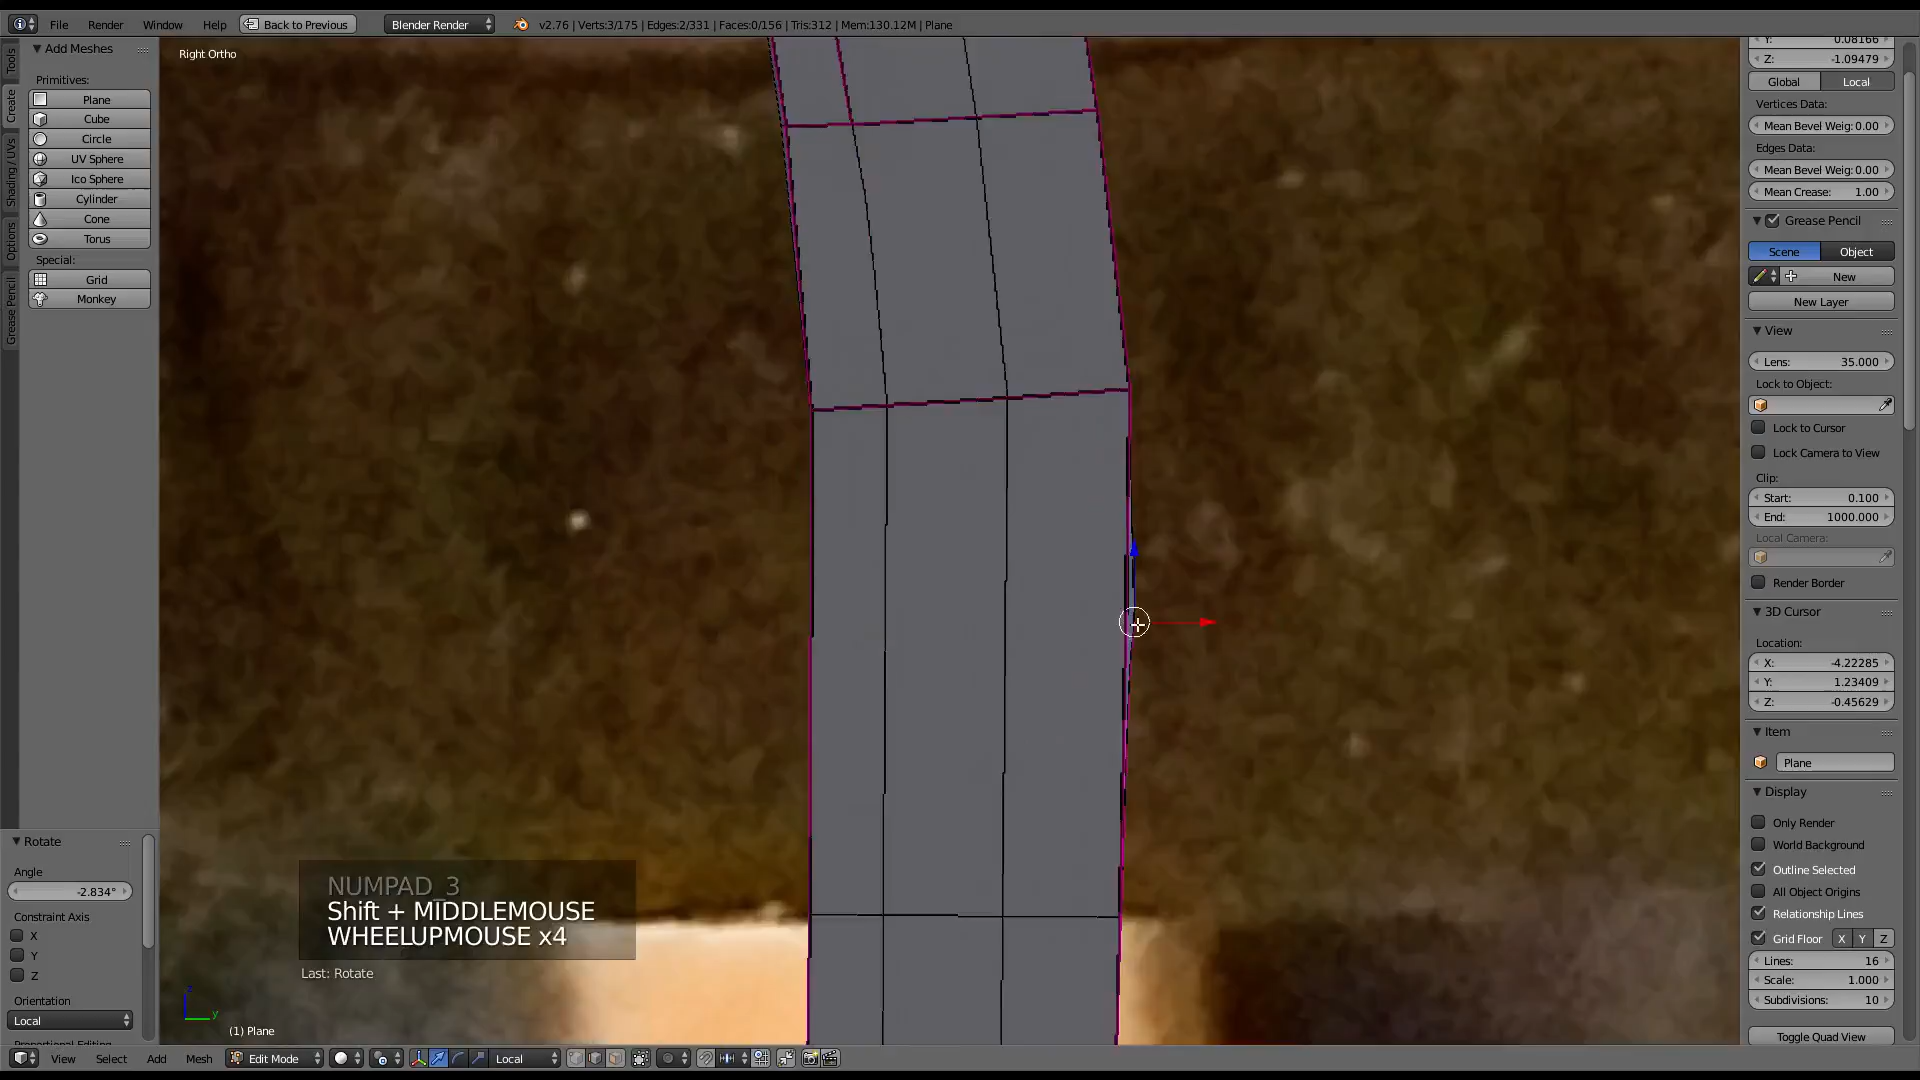 File Render Window Help Back to Previous Blender Render v2.76 | Verts:3/175 | Edges:2/331 | Faces:0/156 | Tris:312 | Mem:130.12M | Plane
Tools
Create
Shading / UVs
Options
Grease Pencil
Add Meshes
Primitives:
Plane
Cube
Circle
UV Sphere
Ico Sphere
Cylinder
Cone
Torus
Special:
Grid
Monkey
Rotate
Angle
-2.834°
Constraint Axis
X
Y
Z
Orientation
Local
Right Ortho
NUMPAD_3
Shift + MIDDLEMOUSE
WHEELUPMOUSE x4
Last: Rotate
z
y
(1) Plane
Y: 0.08166
Z: -1.09479
Global Local
Vertices Data:
Mean Bevel Weig: 0.00
Edges Data:
Mean Bevel Weig: 0.00
Mean Crease: 1.00
Grease Pencil
Scene Object
New
New Layer
View
Lens: 35.000
Lock to Object:
Lock to Cursor
Lock Camera to View
Clip:
Start: 0.100
End: 1000.000
Local Camera:
Render Border
3D Cursor
Location:
X: -4.22285
Y: 1.23409
Z: -0.45629
Item
Plane
Display
Only Render
World Background
Outline Selected
All Object Origins
Relationship Lines
Grid Floor X Y Z
Lines: 16
Scale: 1.000
Subdivisions: 10
Toggle Quad View
View Select Add Mesh Edit Mode Local